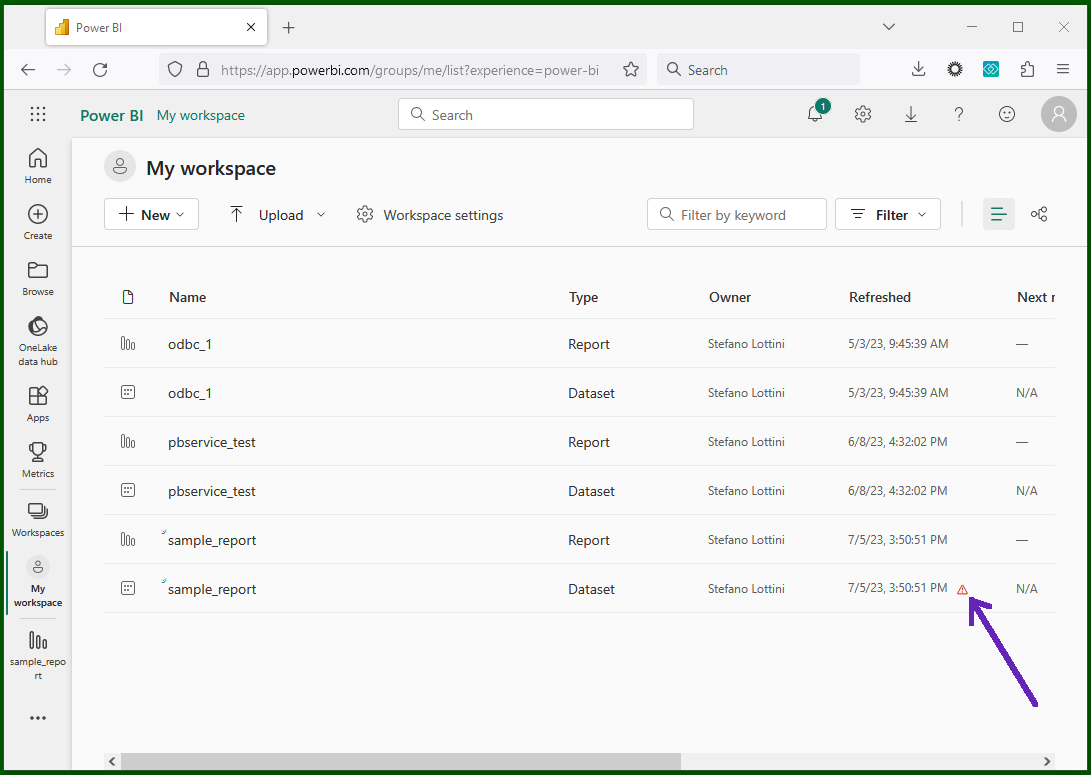 Power BI
https://app.powerbi.com/groups/me/list?experience=power-bi
Search
Power BI My workspace
Search
1
Home
Create
Browse
OneLake
data hub
Apps
Metrics
Workspaces
My
workspace
sample_repo
rt
My workspace
New
Upload
Workspace settings
Filter by keyword
Filter
Name Type Owner Refreshed Next r
odbc_1 Report Stefano Lottini 5/3/23, 9:45:39 AM —
odbc_1 Dataset Stefano Lottini 5/3/23, 9:45:39 AM N/A
pbservice_test Report Stefano Lottini 6/8/23, 4:32:02 PM —
pbservice_test Dataset Stefano Lottini 6/8/23, 4:32:02 PM N/A
sample_report Report Stefano Lottini 7/5/23, 3:50:51 PM —
sample_report Dataset Stefano Lottini 7/5/23, 3:50:51 PM N/A